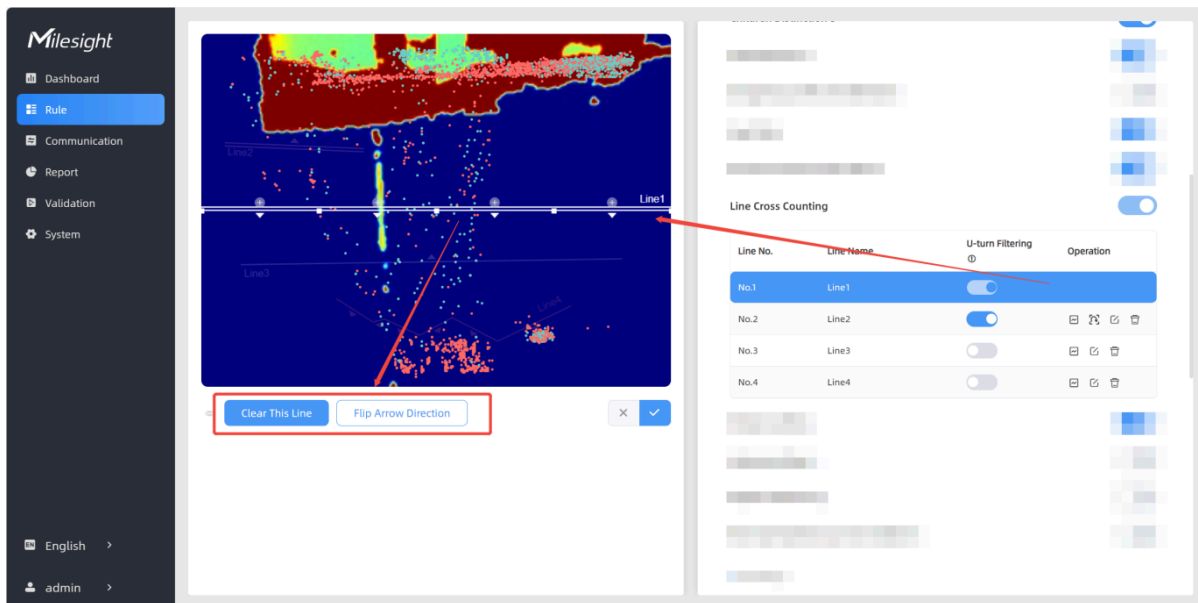 Milesight
Dashboard
Rule
Communication
Report
Validation
System
EN English >
admin >
Line2
Line1
Line3
Line4
Clear This Line
Flip Arrow Direction
Line Cross Counting
Line No. Line Name U-turn Filtering Operation
No.1 Line1
No.2 Line2
No.3 Line3
No.4 Line4